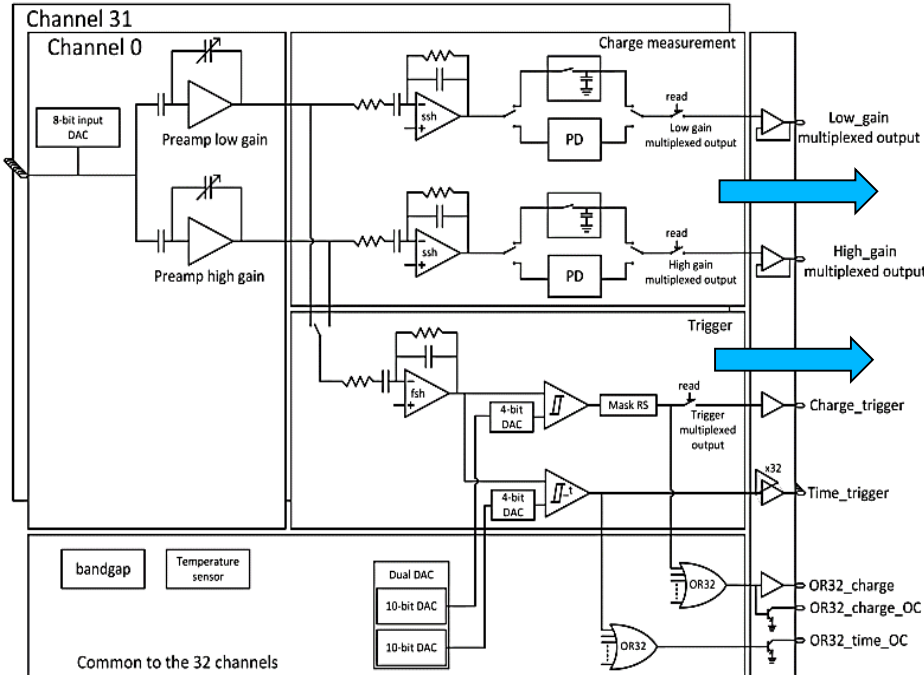 Channel 31
Channel 0
Charge measurement
8-bit input
DAC
Preamp low gain
ssh
PD
read
Low gain
multiplexed output
Low_gain
multiplexed output
Preamp high gain
ssh
PD
read
High gain
multiplexed output
High_gain
multiplexed output
Trigger
fsh
4-bit
DAC
Mask RS
read
Trigger
multiplexed
output
Charge_trigger
4-bit
DAC
_t
x32
Time_trigger
bandgap
Temperature
sensor
Dual DAC
10-bit DAC
10-bit DAC
OR32
OR32
OR32_charge
OR32_charge_OC
OR32_time_OC
Common to the 32 channels